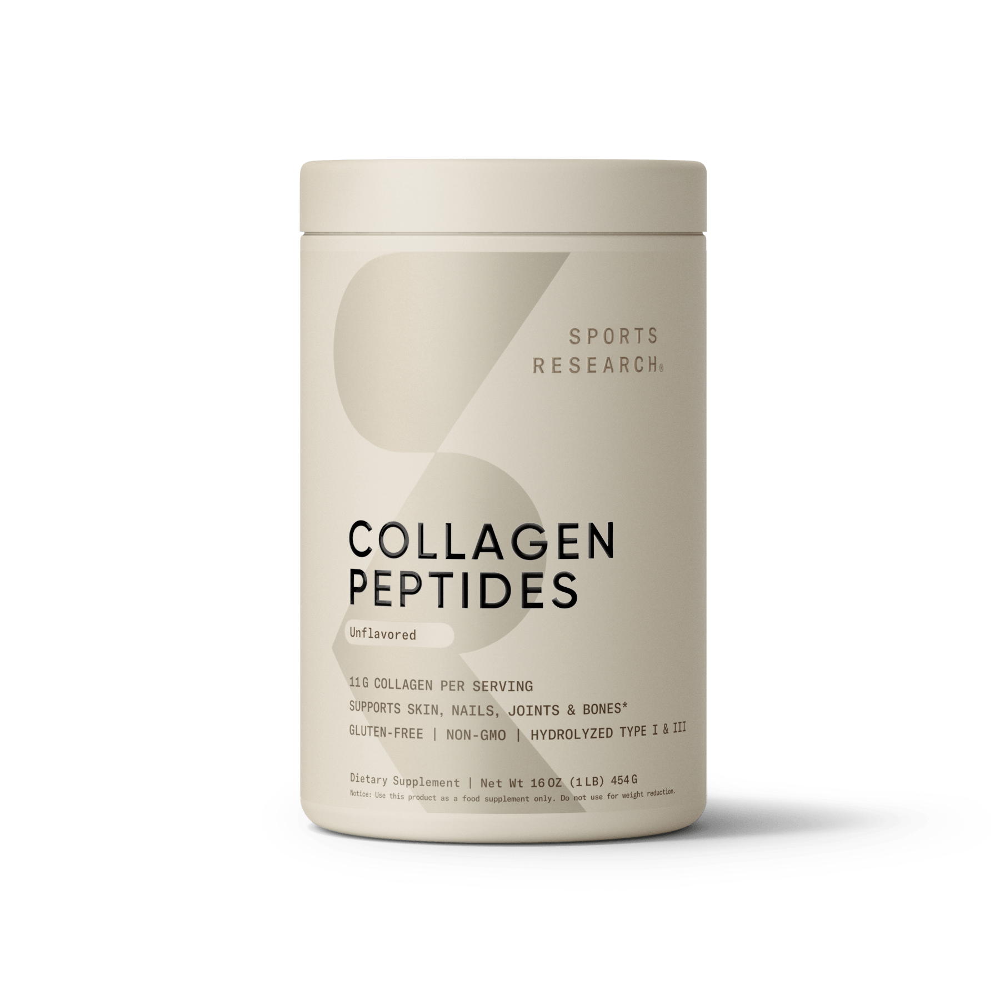 SPORTS
RESEARCH®
COLLAGEN
PEPTIDES
Unflavored
11G COLLAGEN PER SERVING
SUPPORTS SKIN, NAILS, JOINTS & BONES*
GLUTEN-FREE | NON-GMO | HYDROLYZED TYPE I & III
Dietary Supplement | Net Wt 16 OZ (1 LB) 454 G
Notice: Use this product as a food supplement only. Do not use for weight reduction.